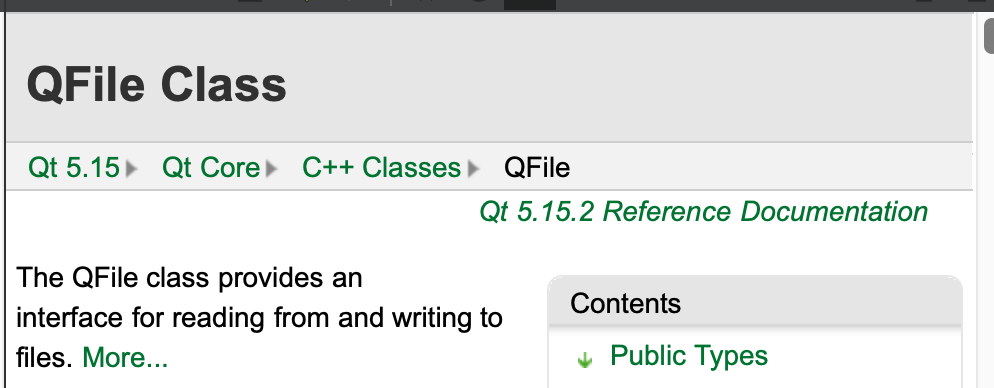 QFile Class
Qt 5.15 Qt Core C++ Classes QFile
Qt 5.15.2 Reference Documentation
The QFile class provides an
interface for reading from and writing to
files. More...
Contents
Public Types